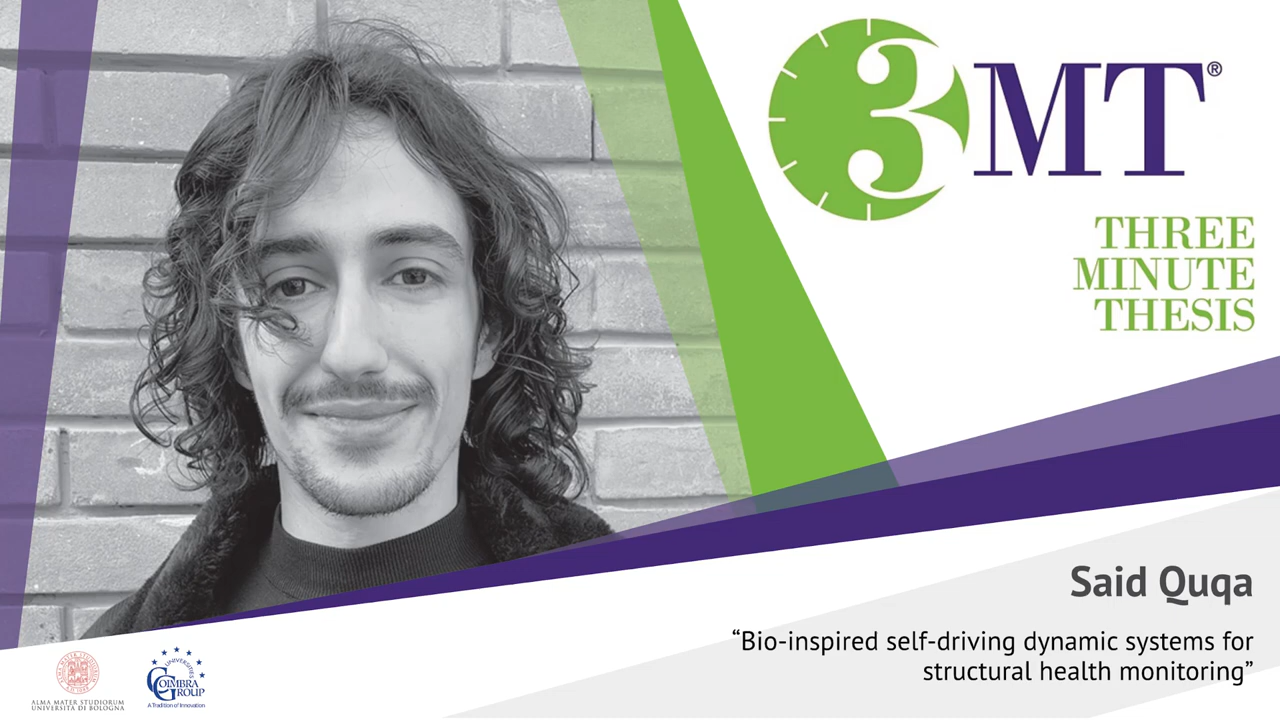 3MT®
THREE
MINUTE
THESIS
Said Quqa
“Bio-inspired self-driving dynamic systems for
structural health monitoring”
ALMA MATER STUDIORUM
UNIVERSITÀ DI BOLOGNA
UNIVERSITIES
COIMBRA
GROUP
A Tradition of Innovation